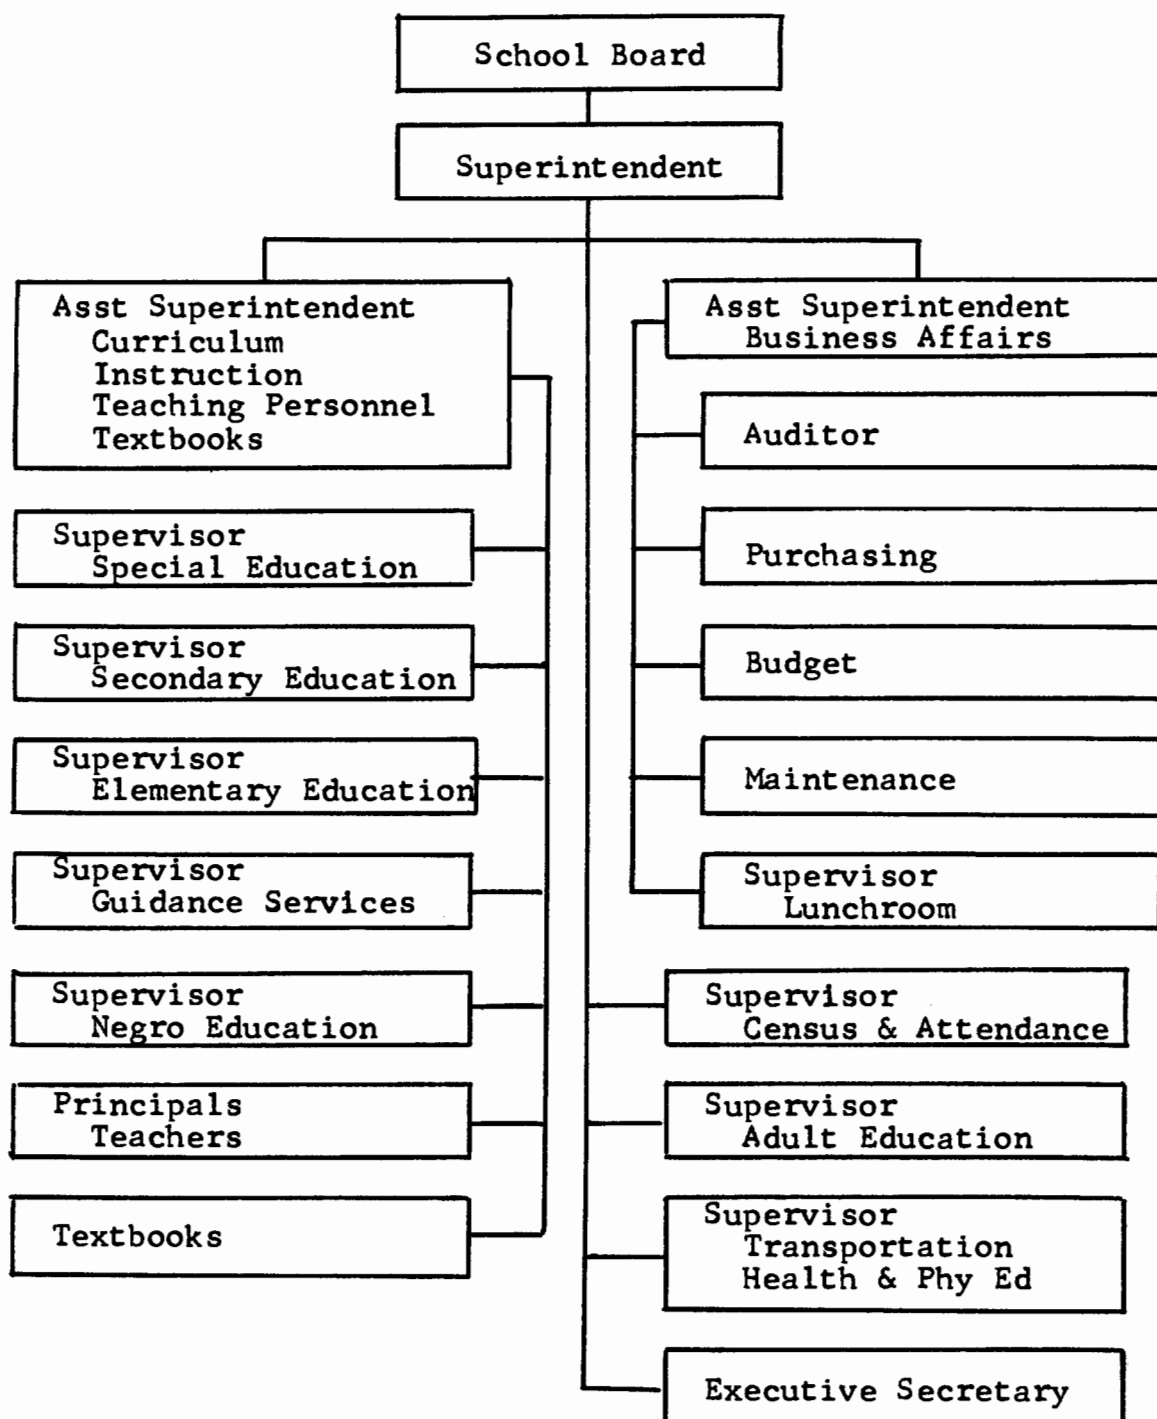 School Board
Superintendent
Asst Superintendent
Curriculum
Instruction
Teaching Personnel
Textbooks
Supervisor
Special Education
Supervisor
Secondary Education
Supervisor
Elementary Education
Supervisor
Guidance Services
Supervisor
Negro Education
Principals
Teachers
Textbooks
Asst Superintendent
Business Affairs
Auditor
Purchasing
Budget
Maintenance
Supervisor
Lunchroom
Supervisor
Census & Attendance
Supervisor
Adult Education
Supervisor
Transportation
Health & Phy Ed
Executive Secretary